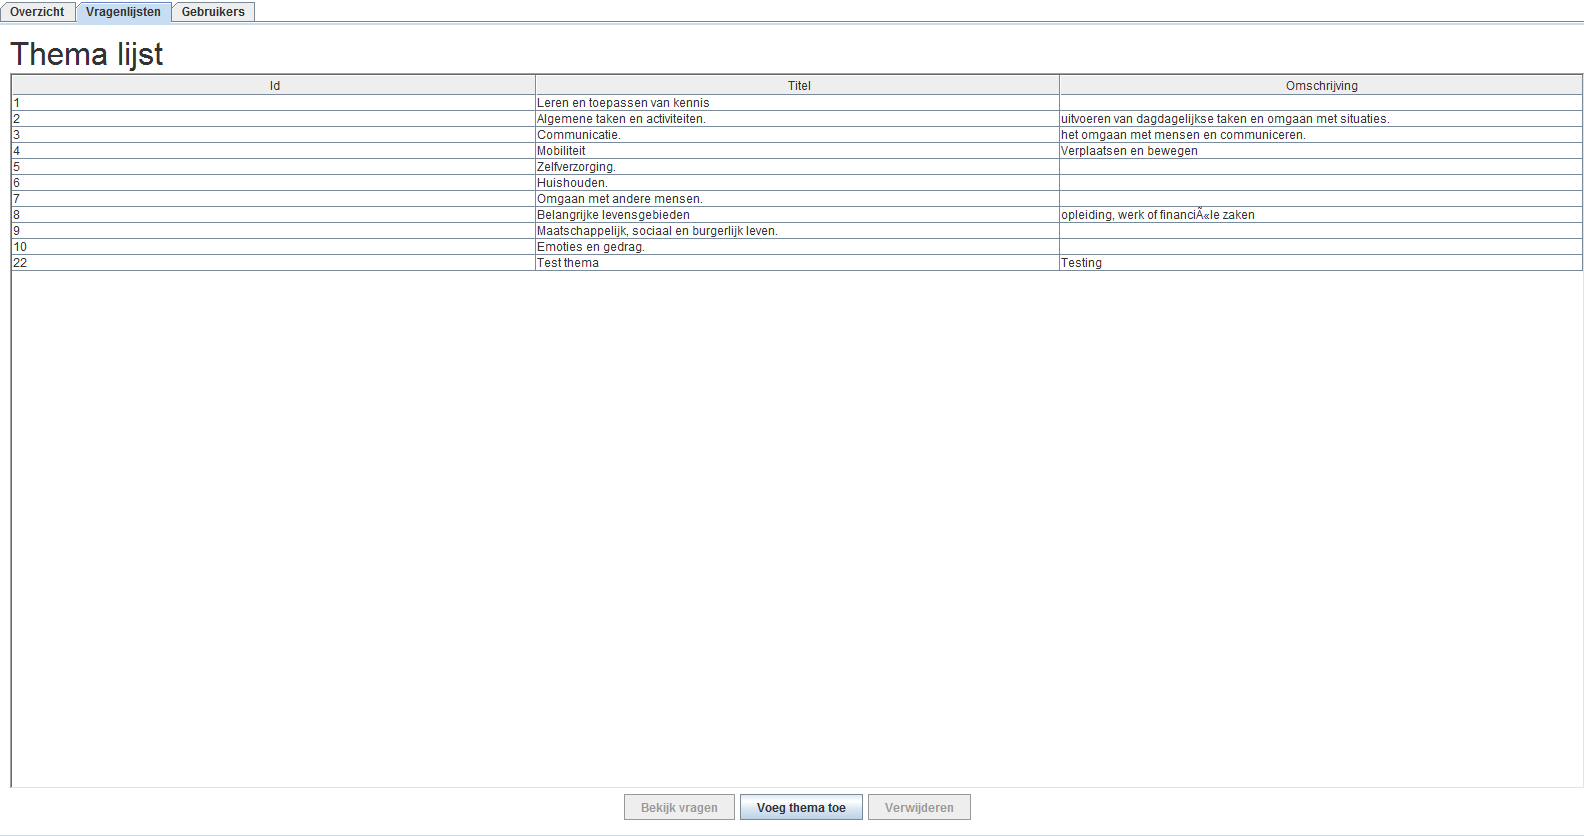 Overzicht Vragenlijsten Gebruikers
Thema lijst
Id Titel Omschrijving
1 Leren en toepassen van kennis
2 Algemene taken en activiteiten. uitvoeren van dagdagelijkse taken en omgaan met situaties.
3 Communicatie. het omgaan met mensen en communiceren.
4 Mobiliteit Verplaatsen en bewegen
5 Zelfverzorging.
6 Huishouden.
7 Omgaan met andere mensen.
8 Belangrijke levensgebieden opleiding, werk of financiÃ«le zaken
9 Maatschappelijk, sociaal en burgerlijk leven.
10 Emoties en gedrag.
22 Test thema Testing
Bekijk vragen Voeg thema toe Verwijderen